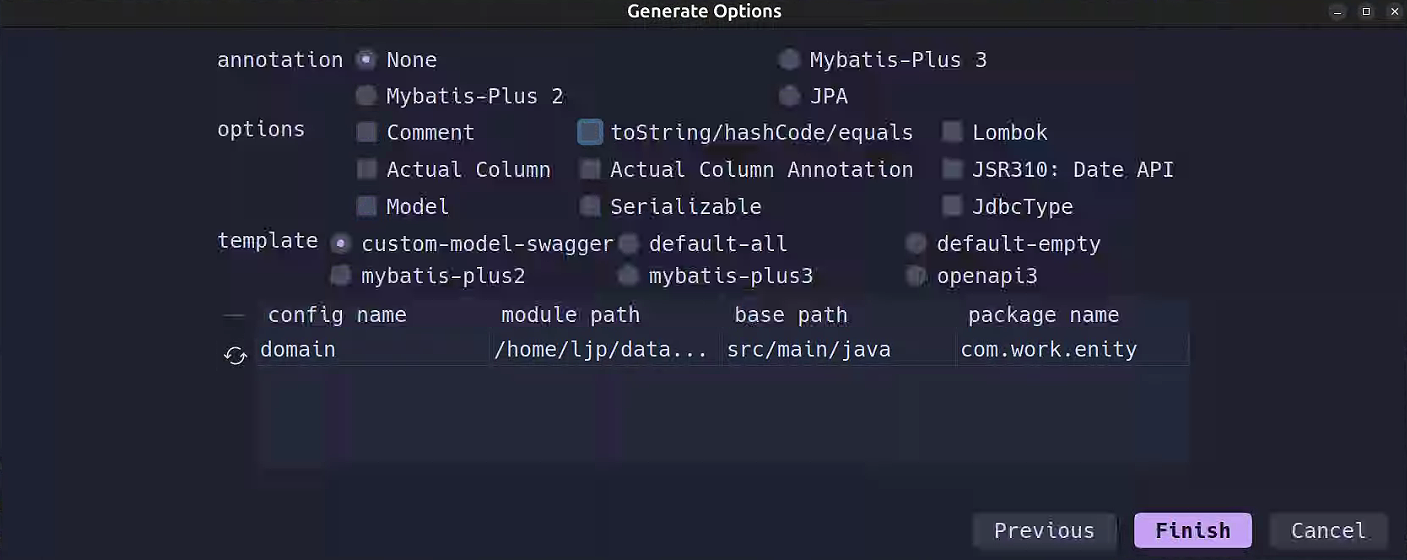 Generate Options
annotation None Mybatis-Plus 3
Mybatis-Plus 2 JPA
options Comment toString/hashCode/equals Lombok
Actual Column Actual Column Annotation JSR310: Date API
Model Serializable JdbcType
template custom-model-swagger default-all default-empty
mybatis-plus2 mybatis-plus3 openapi3
config name module path base path package name
domain /home/ljp/data... src/main/java com.work.enity
Previous Finish Cancel